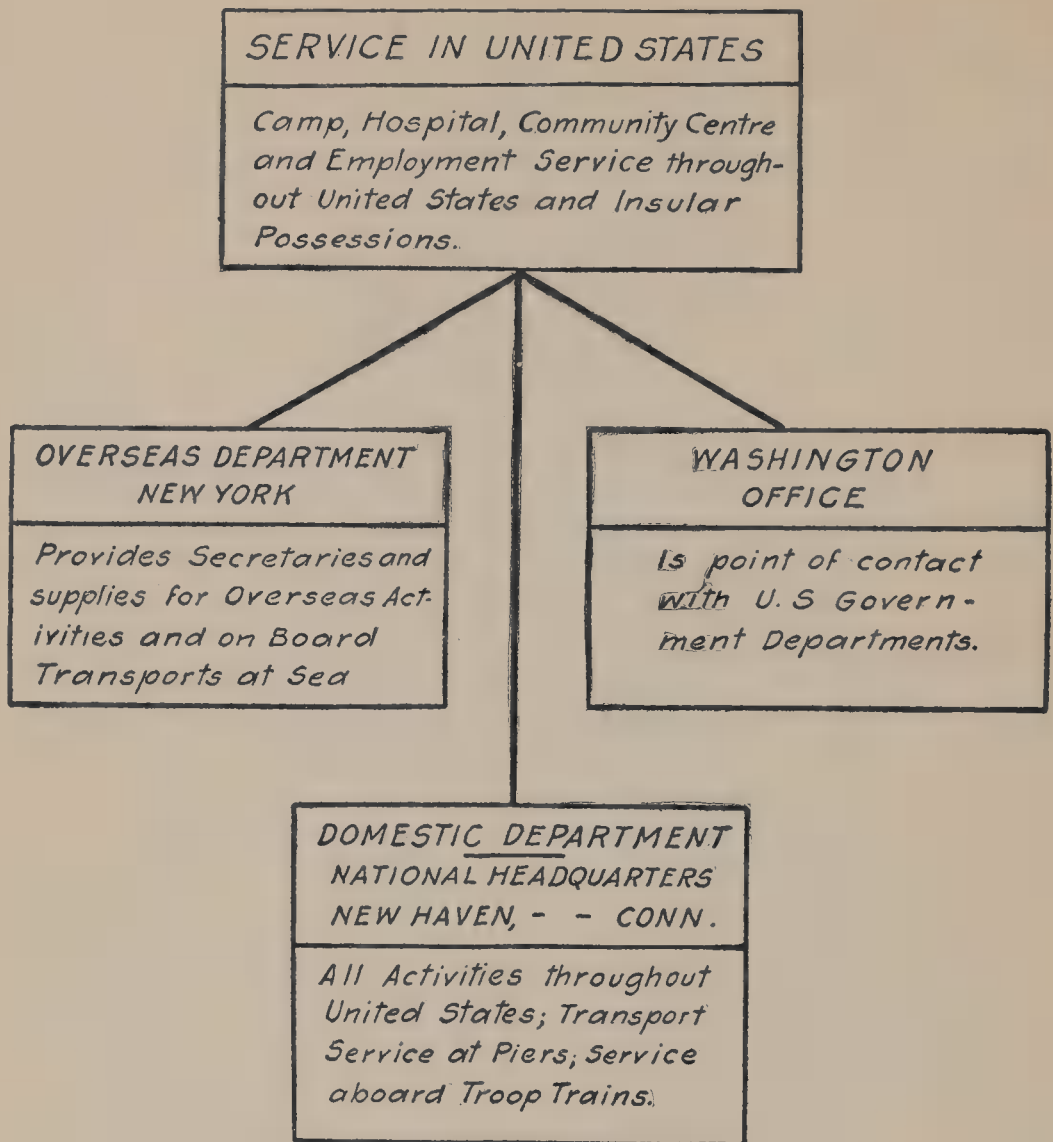 SERVICE IN UNITED STATES
Camp, Hospital, Community Centre
and Employment Service through-
out United States and Insular
Possessions.
OVERSEAS DEPARTMENT
NEW YORK
Provides Secretaries and
supplies for Overseas Act-
ivities and on Board
Transports at Sea
WASHINGTON
OFFICE
Is point of contact
with U.S Govern-
ment Departments.
DOMESTIC DEPARTMENT
NATIONAL HEADQUARTERS
NEW HAVEN, - - CONN.
All Activities throughout
United States; Transport
Service at Piers; Service
aboard Troop Trains.